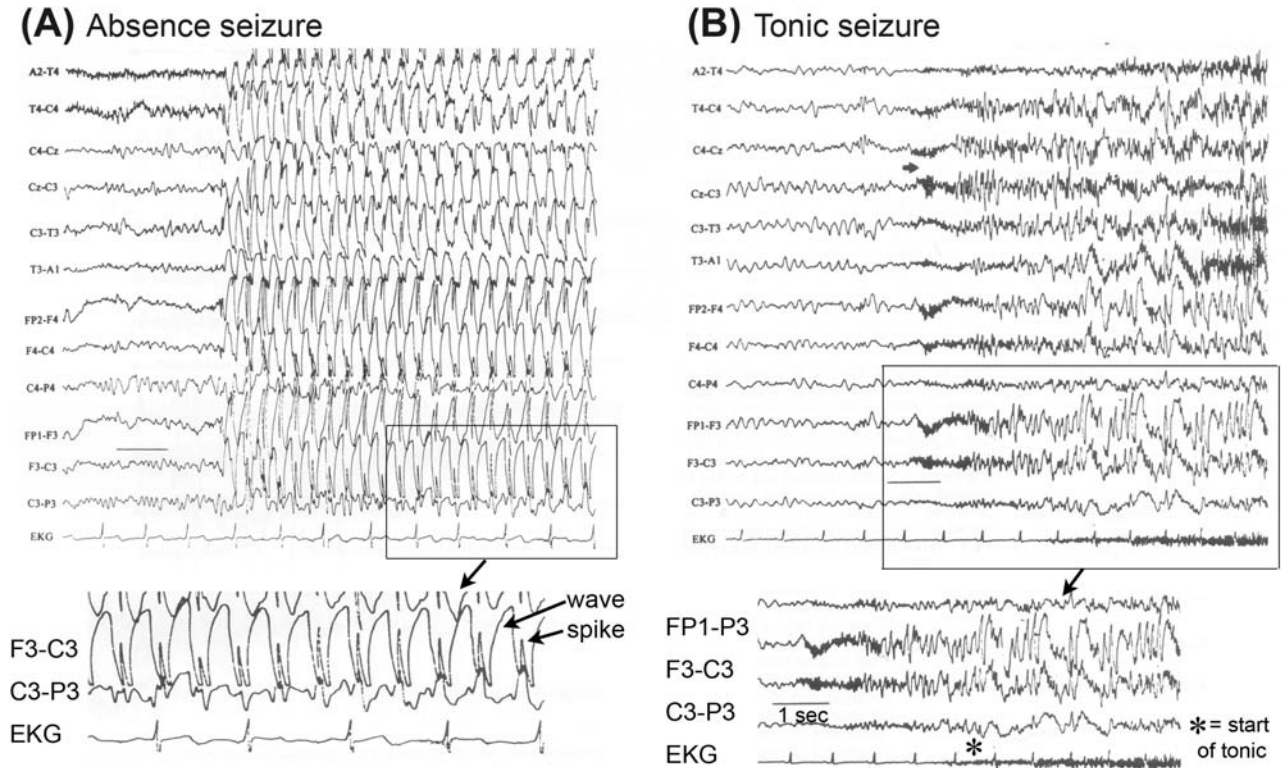 (A) Absence seizure
A2-T4
T4-C4
C4-Cz
Cz-C3
C3-T3
T3-A1
FP2-F4
F4-C4
C4-P4
FP1-F3
F3-C3
C3-P3
EKG
wave
spike
F3-C3
C3-P3
EKG
(B) Tonic seizure
A2-T4
T4-C4
C4-Cz
Cz-C3
C3-T3
T3-A1
FP2-F4
F4-C4
C4-P4
FP1-F3
F3-C3
C3-P3
EKG
FP1-P3
F3-C3
C3-P3
EKG
1 sec
*
*= start
of tonic